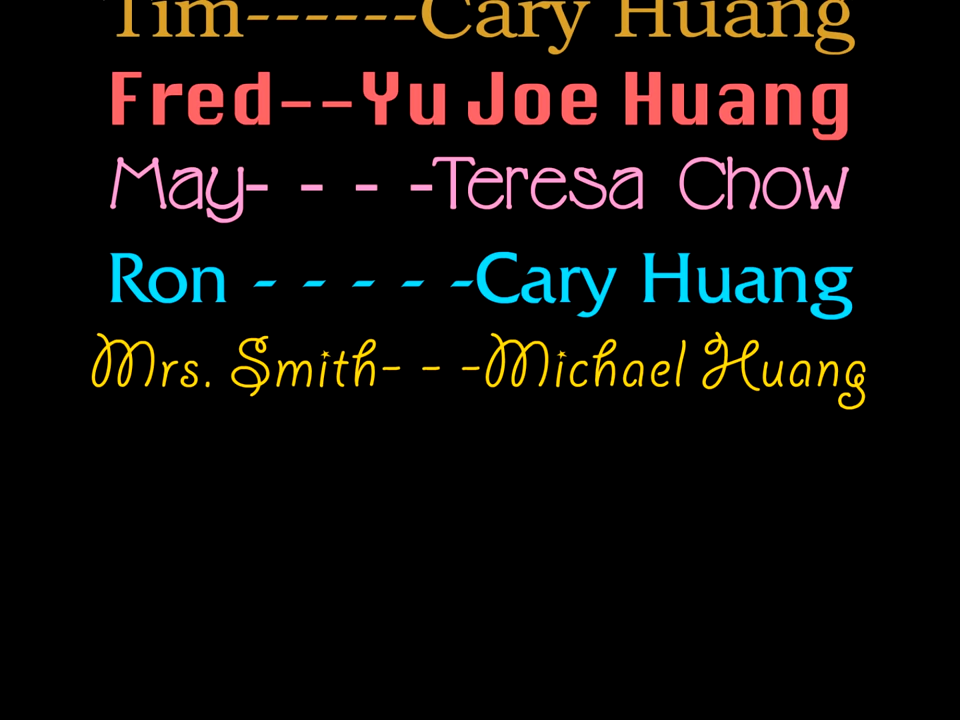 Tim------Cary Huang
Fred--Yu Joe Huang
May- - - -Teresa Chow
Ron - - - - -Cary Huang
Mrs. Smith- - -Michael Huang